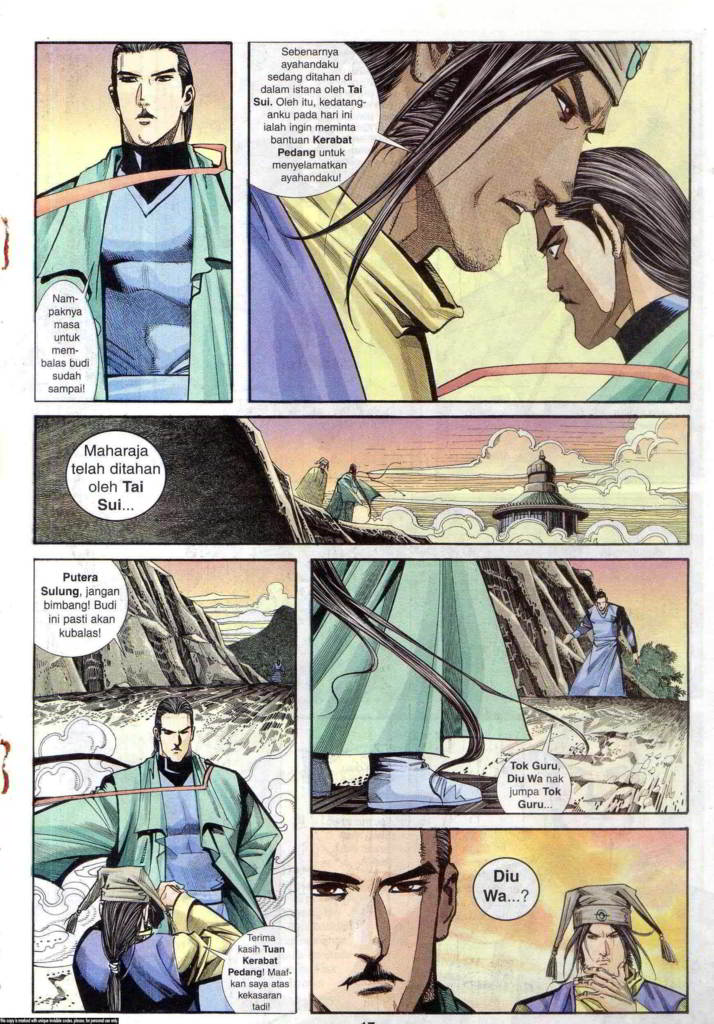 Nam-
paknya
masa
untuk
mem-
balas budi
sudah
sampai!
Sebenarnya
ayahandaku
sedang ditahan di
dalam istana oleh Tai
Sui. Oleh itu, kedatang-
anku pada hari ini
ialah ingin meminta
bantuan Kerabat
Pedang untuk
menyelamatkan
ayahandaku!
Maharaja
telah ditahan
oleh Tai
Sui...
Putera
Sulung, jangan
bimbang! Budi
ini pasti akan
kubalas!
Terima
kasih Tuan
Kerabat
Pedang! Maaf-
kan saya atas
kekasaran
tadi!
Tok Guru,
Diu Wa nak
jumpa Tok
Guru...
Diu
Wa...?